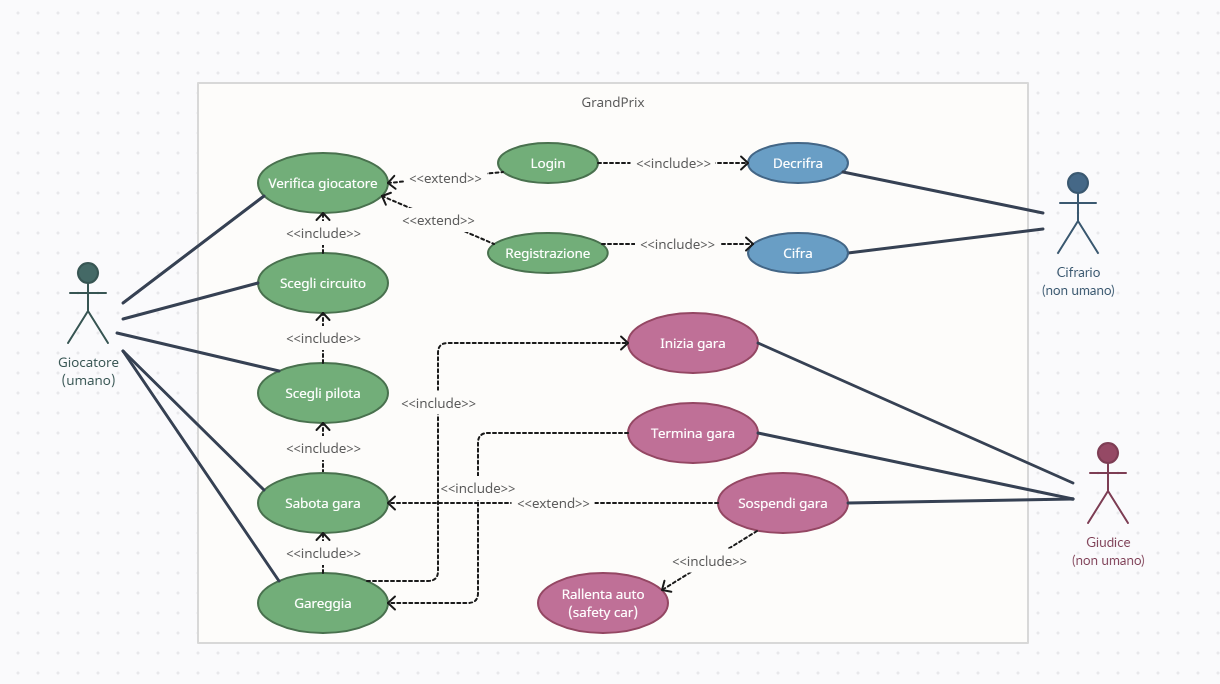 GrandPrix
Login
<<include>>
Decrifra
Verifica giocatore
<<extend>>
<<extend>>
<<include>>
Registrazione
<<include>>
Cifra
Cifrario
(non umano)
Scegli circuito
<<include>>
Inizia gara
Giocatore
(umano)
Scegli pilota
<<include>>
Termina gara
<<include>>
<<include>>
Sabota gara
<<extend>>
Sospendi gara
Giudice
(non umano)
<<include>>
<<include>>
Gareggia
Rallenta auto
(safety car)